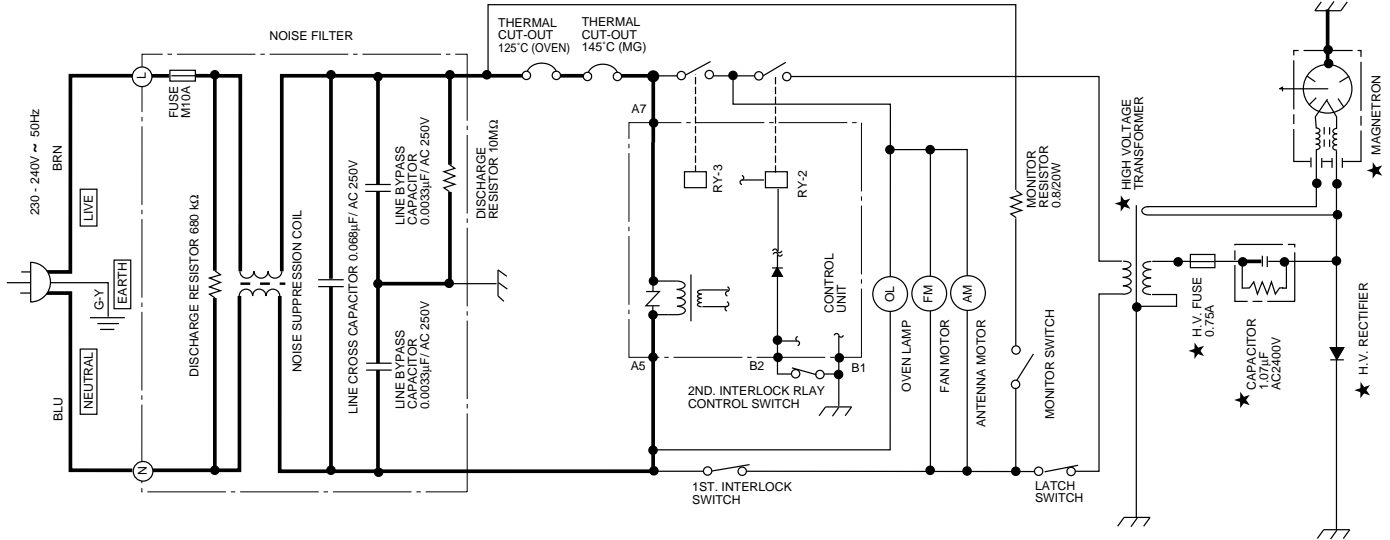 230 - 240V ~ 50Hz
BRN
LIVE
G-Y
EARTH
BLU
NEUTRAL
L
N
NOISE FILTER
FUSE
M10A
DISCHARGE RESISTOR 680 kΩ
NOISE SUPPRESSION COIL
LINE CROSS CAPACITOR 0.068µF/ AC 250V
LINE BYPASS
CAPACITOR
0.0033µF/ AC 250V
LINE BYPASS
CAPACITOR
0.0033µF/ AC 250V
DISCHARGE
RESISTOR 10MΩ
THERMAL
CUT-OUT
125˚C (OVEN)
THERMAL
CUT-OUT
145˚C (MG)
A7
A5
RY-3
RY-2
B2
B1
CONTROL
UNIT
2ND. INTERLOCK RLAY
CONTROL SWITCH
1ST. INTERLOCK
SWITCH
OL
OVEN LAMP
FM
FAN MOTOR
AM
ANTENNA MOTOR
MONITOR
RESISTOR
0.8/20W
MONITOR SWITCH
LATCH
SWITCH
★ HIGH VOLTAGE
TRANSFORMER
★ H.V. FUSE
0.75A
★ CAPACITOR
1.07µF
AC2400V
★ H.V. RECTIFIER
★ MAGNETRON